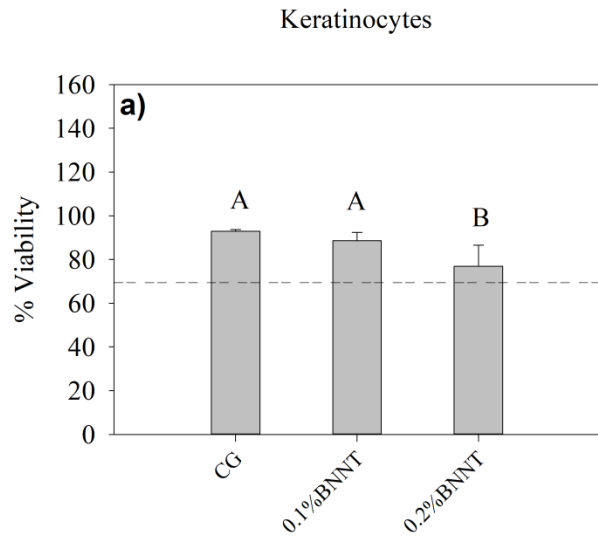 Keratinocytes
a)
% Viability
160
140
120
100
80
60
40
20
0
A
A
B
CG
0.1%BNNT
0.2%BNNT